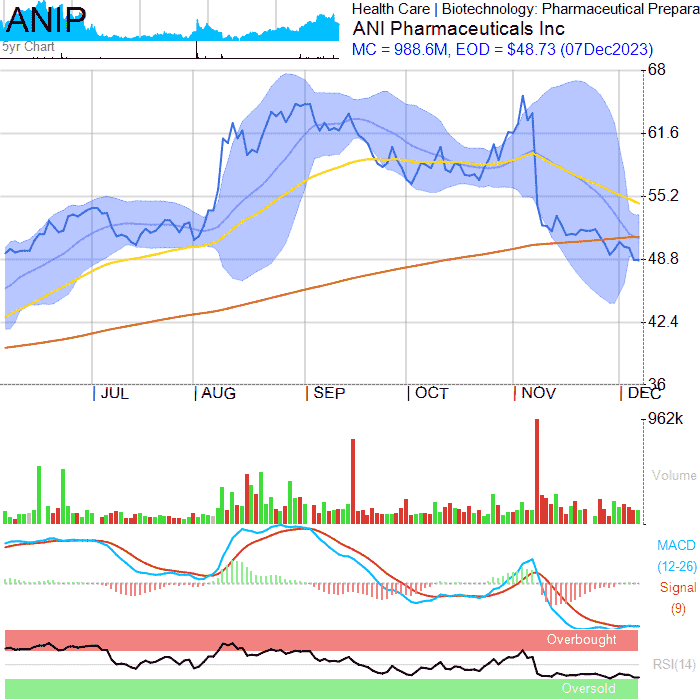 ANIP
5yr Chart
Health Care | Biotechnology: Pharmaceutical Prepara
ANI Pharmaceuticals Inc
MC = 988.6M, EOD = $48.73 (07Dec2023)
68
61.6
55.2
48.8
42.4
36
JUL
AUG
SEP
OCT
NOV
DEC
962k
Volume
MACD
(12-26)
Signal
(9)
Overbought
RSI(14)
Oversold